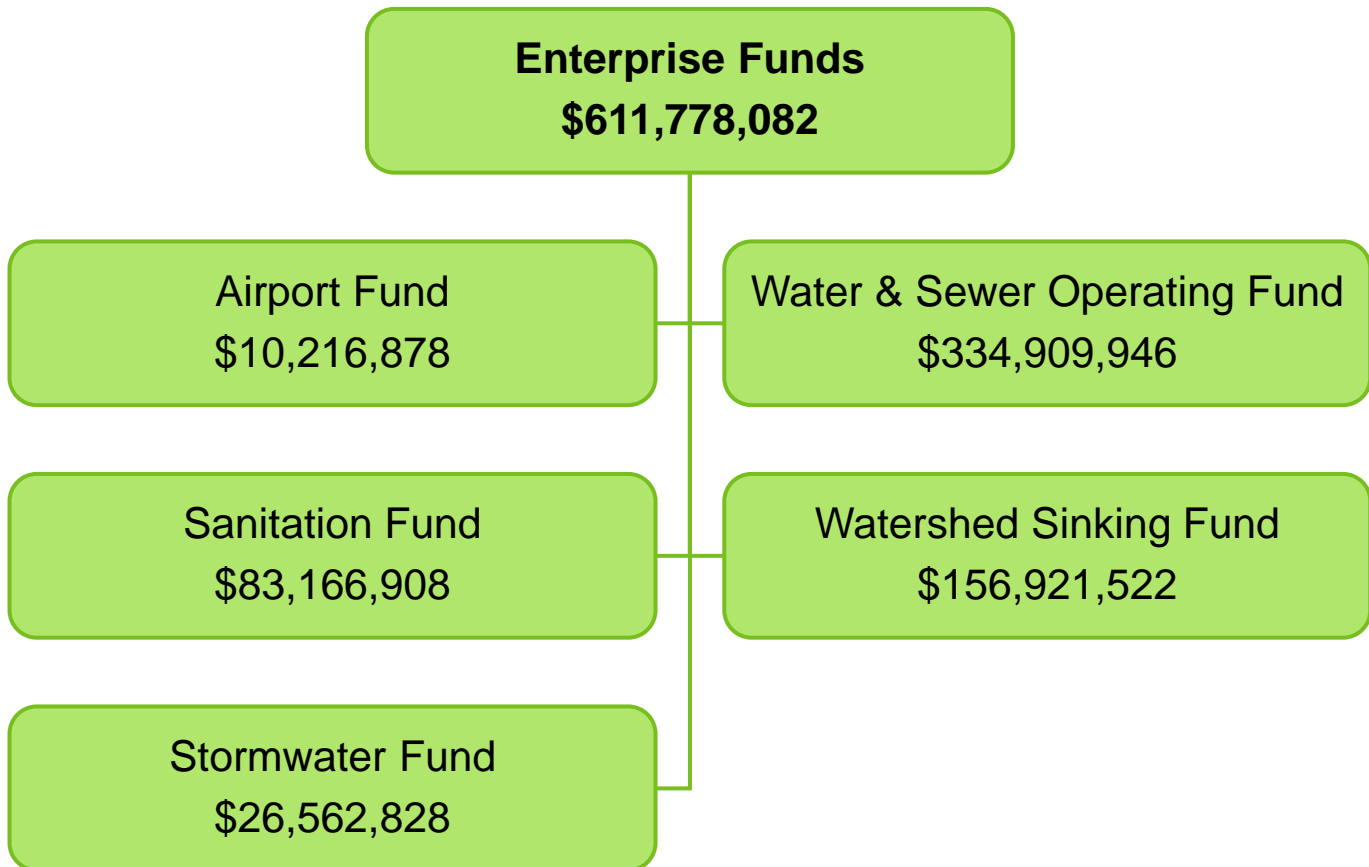 Enterprise Funds
$611,778,082
Airport Fund
$10,216,878
Water & Sewer Operating Fund
$334,909,946
Sanitation Fund
$83,166,908
Watershed Sinking Fund
$156,921,522
Stormwater Fund
$26,562,828